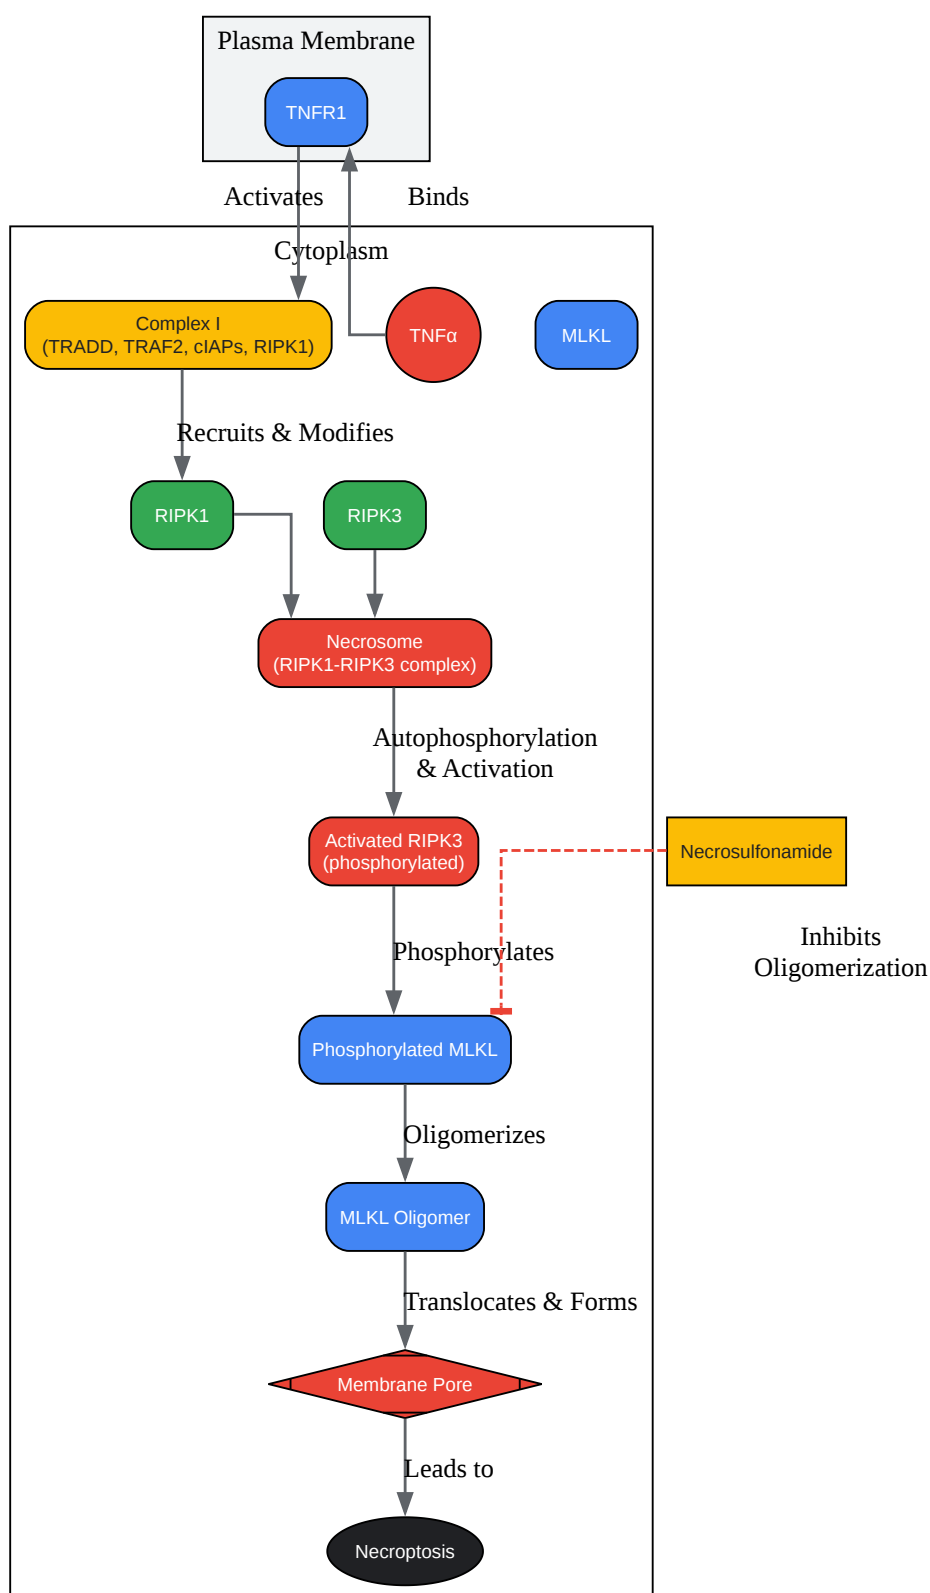 Plasma Membrane
TNFR1
Activates
Binds
Cytoplasm
Complex I
(TRADD, TRAF2, cIAPs, RIPK1)
TNFα
MLKL
Recruits & Modifies
RIPK1
RIPK3
Necrosome
(RIPK1-RIPK3 complex)
Autophosphorylation
& Activation
Activated RIPK3
(phosphorylated)
Necrosulfonamide
Phosphorylates
Inhibits
Oligomerization
Phosphorylated MLKL
Oligomerizes
MLKL Oligomer
Translocates & Forms
Membrane Pore
Leads to
Necroptosis